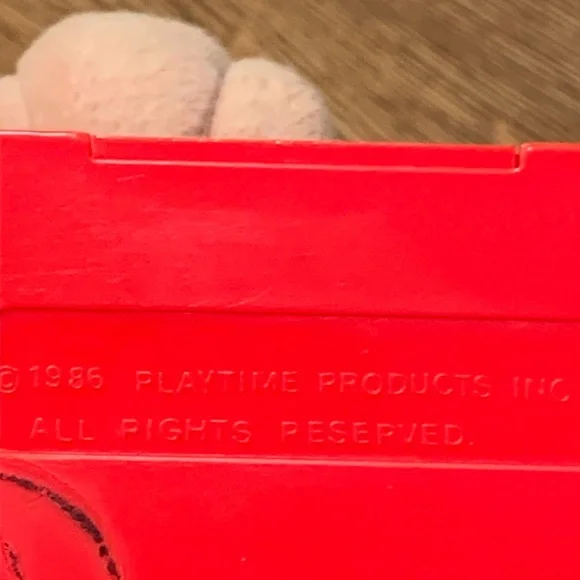 ©1986 PLAYTIME PRODUCTS INC
ALL RIGHTS RESERVED.